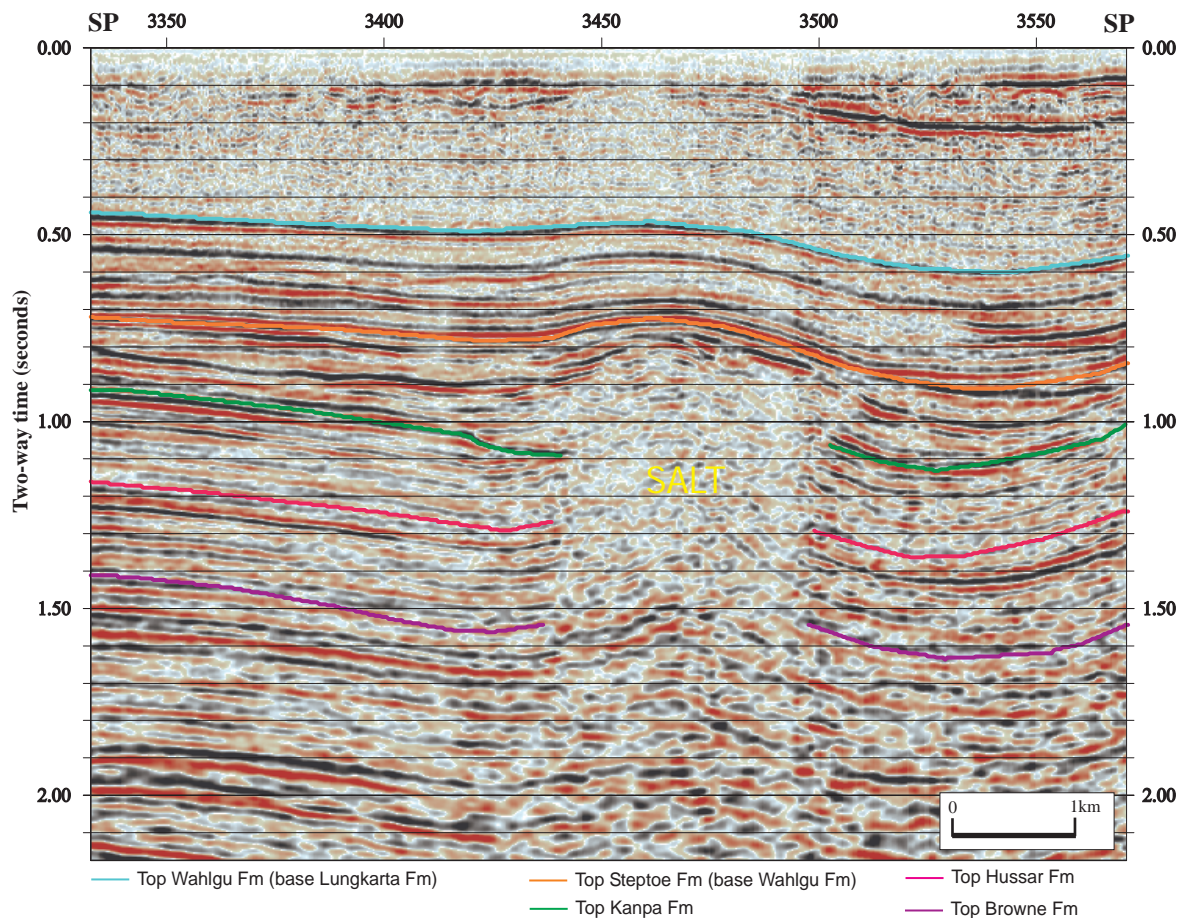 SP 3350 3400 3450 3500 3550 SP
0.00 0.00
0.50 0.50
1.00 1.00
SALT
1.50 1.50
2.00 2.00
Two-way time (seconds)
0 1km
Top Wahlgu Fm (base Lungkarta Fm) Top Steptoe Fm (base Wahlgu Fm) Top Hussar Fm
Top Kanpa Fm Top Browne Fm